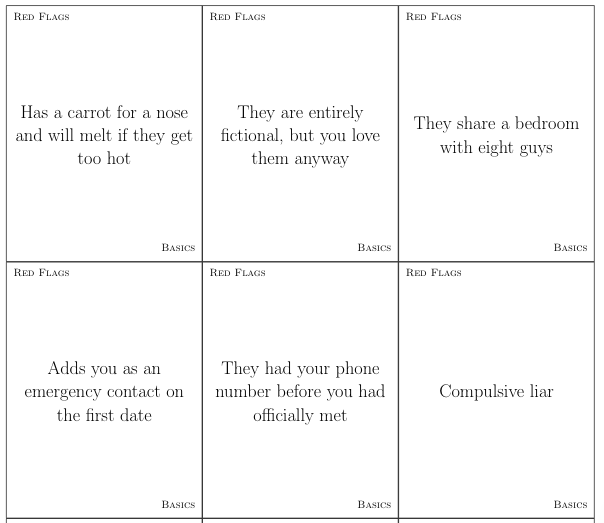 Red Flags
Has a carrot for a nose
and will melt if they get
too hot
Basics
Red Flags
They are entirely
fictional, but you love
them anyway
Basics
Red Flags
They share a bedroom
with eight guys
Basics
Red Flags
Adds you as an
emergency contact on
the first date
Basics
Red Flags
They had your phone
number before you had
officially met
Basics
Red Flags
Compulsive liar
Basics